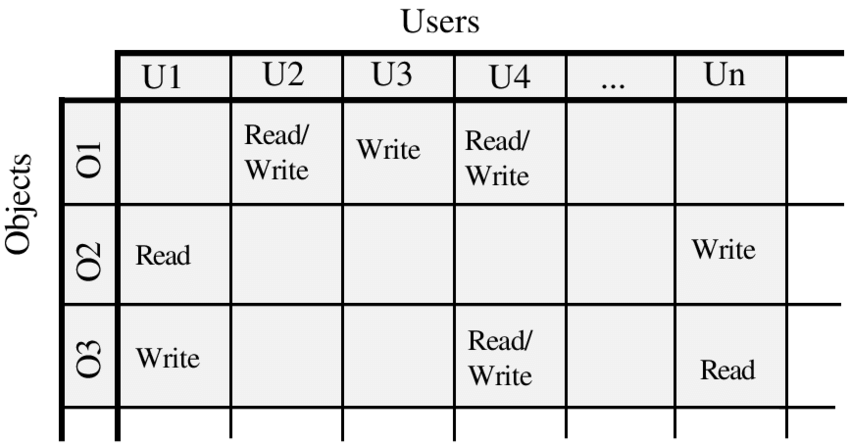 Users
U1 U2 U3 U4 ... Un
Objects
O1
Read/
Write
Write
Read/
Write
O2
Read
Write
O3
Write
Read/
Write
Read